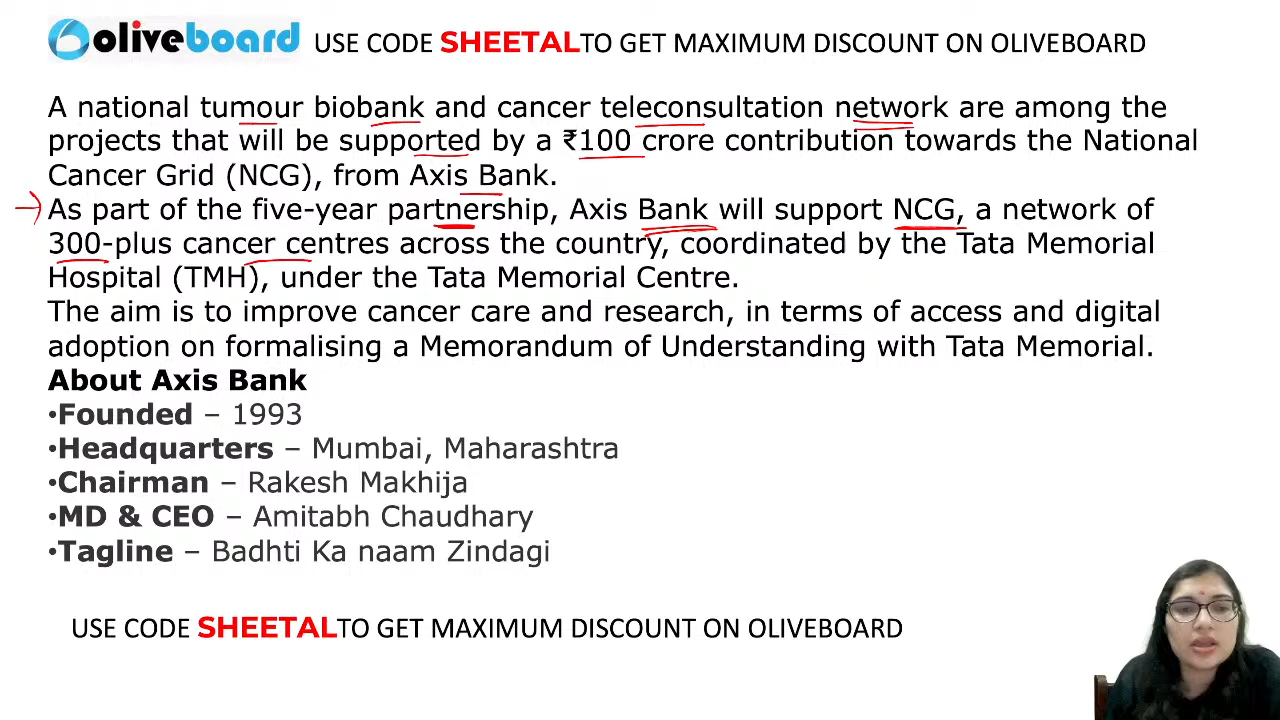 oliveboard USE CODE SHEETAL TO GET MAXIMUM DISCOUNT ON OLIVEBOARD
A national tumour biobank and cancer teleconsultation network are among the
projects that will be supported by a ₹100 crore contribution towards the National
Cancer Grid (NCG), from Axis Bank.
As part of the five-year partnership, Axis Bank will support NCG, a network of
300-plus cancer centres across the country, coordinated by the Tata Memorial
Hospital (TMH), under the Tata Memorial Centre.
The aim is to improve cancer care and research, in terms of access and digital
adoption on formalising a Memorandum of Understanding with Tata Memorial.
About Axis Bank
•Founded – 1993
•Headquarters – Mumbai, Maharashtra
•Chairman – Rakesh Makhija
•MD & CEO – Amitabh Chaudhary
•Tagline – Badhti Ka naam Zindagi
USE CODE SHEETAL TO GET MAXIMUM DISCOUNT ON OLIVEBOARD